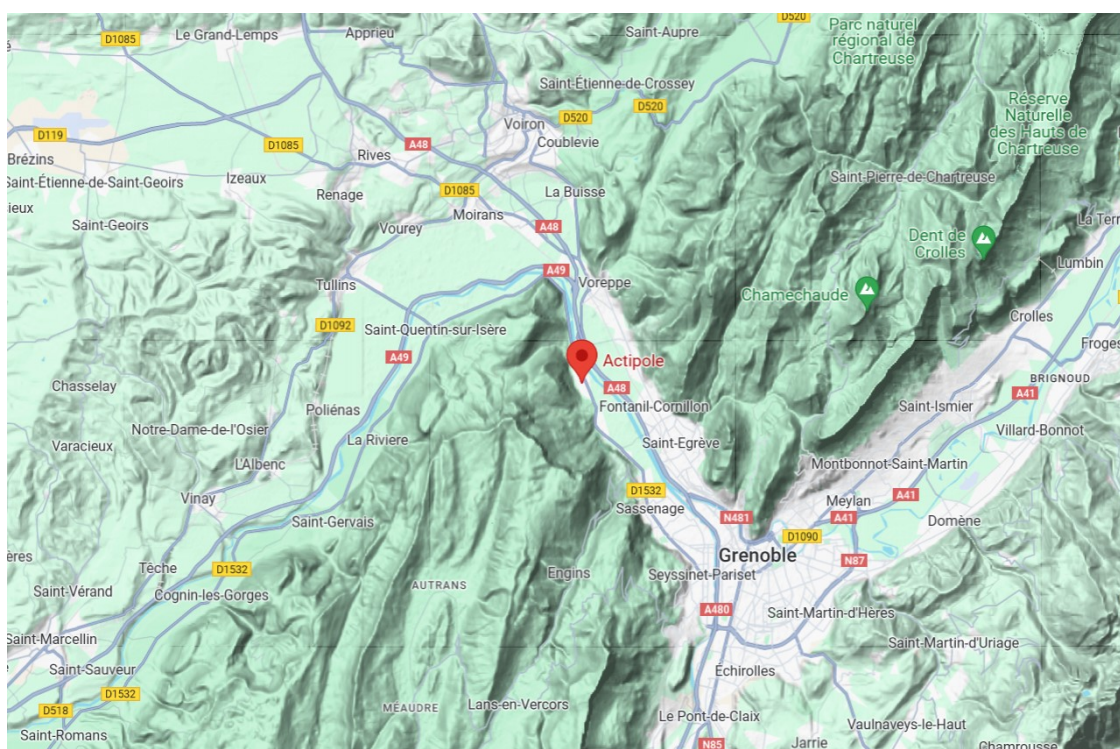 D520
Parc naturel
régional de
Chartreuse
D1085
Le Grand-Lemps
Apprieu
Saint-Aupre
Saint-Étienne-de-Crossey
D520
D520
Réserve
Naturelle
des Hauts de
Chartreuse
Voiron
Coublevie
D119
D1085
A48
Brézins
Rives
Izeaux
Saint-Étienne-de-Saint-Geoirs
Renage
D1085
La Buisse
Saint-Pierre-de-Chartreuse
Moirans
Saint-Geoirs
Vourey
A48
Dent de
Crolles
A49
Lumbin
Tullins
Voreppe
Chamechaude
Crolles
D1092
Saint-Quentin-sur-Isère
Froges
A49
Actipole
BRIGNOUD
Chasselay
A48
A41
Poliénas
Fontanil-Cornillon
Saint-Ismier
Notre-Dame-de-l'Osier
La Riviere
Saint-Egrève
Villard-Bonnot
Varacieux
L'Albenc
Montbonnot-Saint-Martin
Vinay
D1532
Meylan
A41
Sassenage
N481
A41
Domène
Saint-Gervais
D1090
Grenoble
N87
Têche
D1532
Engins
Seyssinet-Pariset
AUTRANS
Saint-Vérand
Cognin-les-Gorges
A480
Saint-Martin-d'Hères
Saint-Marcellin
Saint-Martin-d'Uriage
Saint-Sauveur
Échirolles
D1532
MÉAUDRE
Lans-en-Vercors
D518
Le Pont-de-Claix
Vaulnaveys-le-Haut
Saint-Romans
N85
Jarrie
Chamrousse